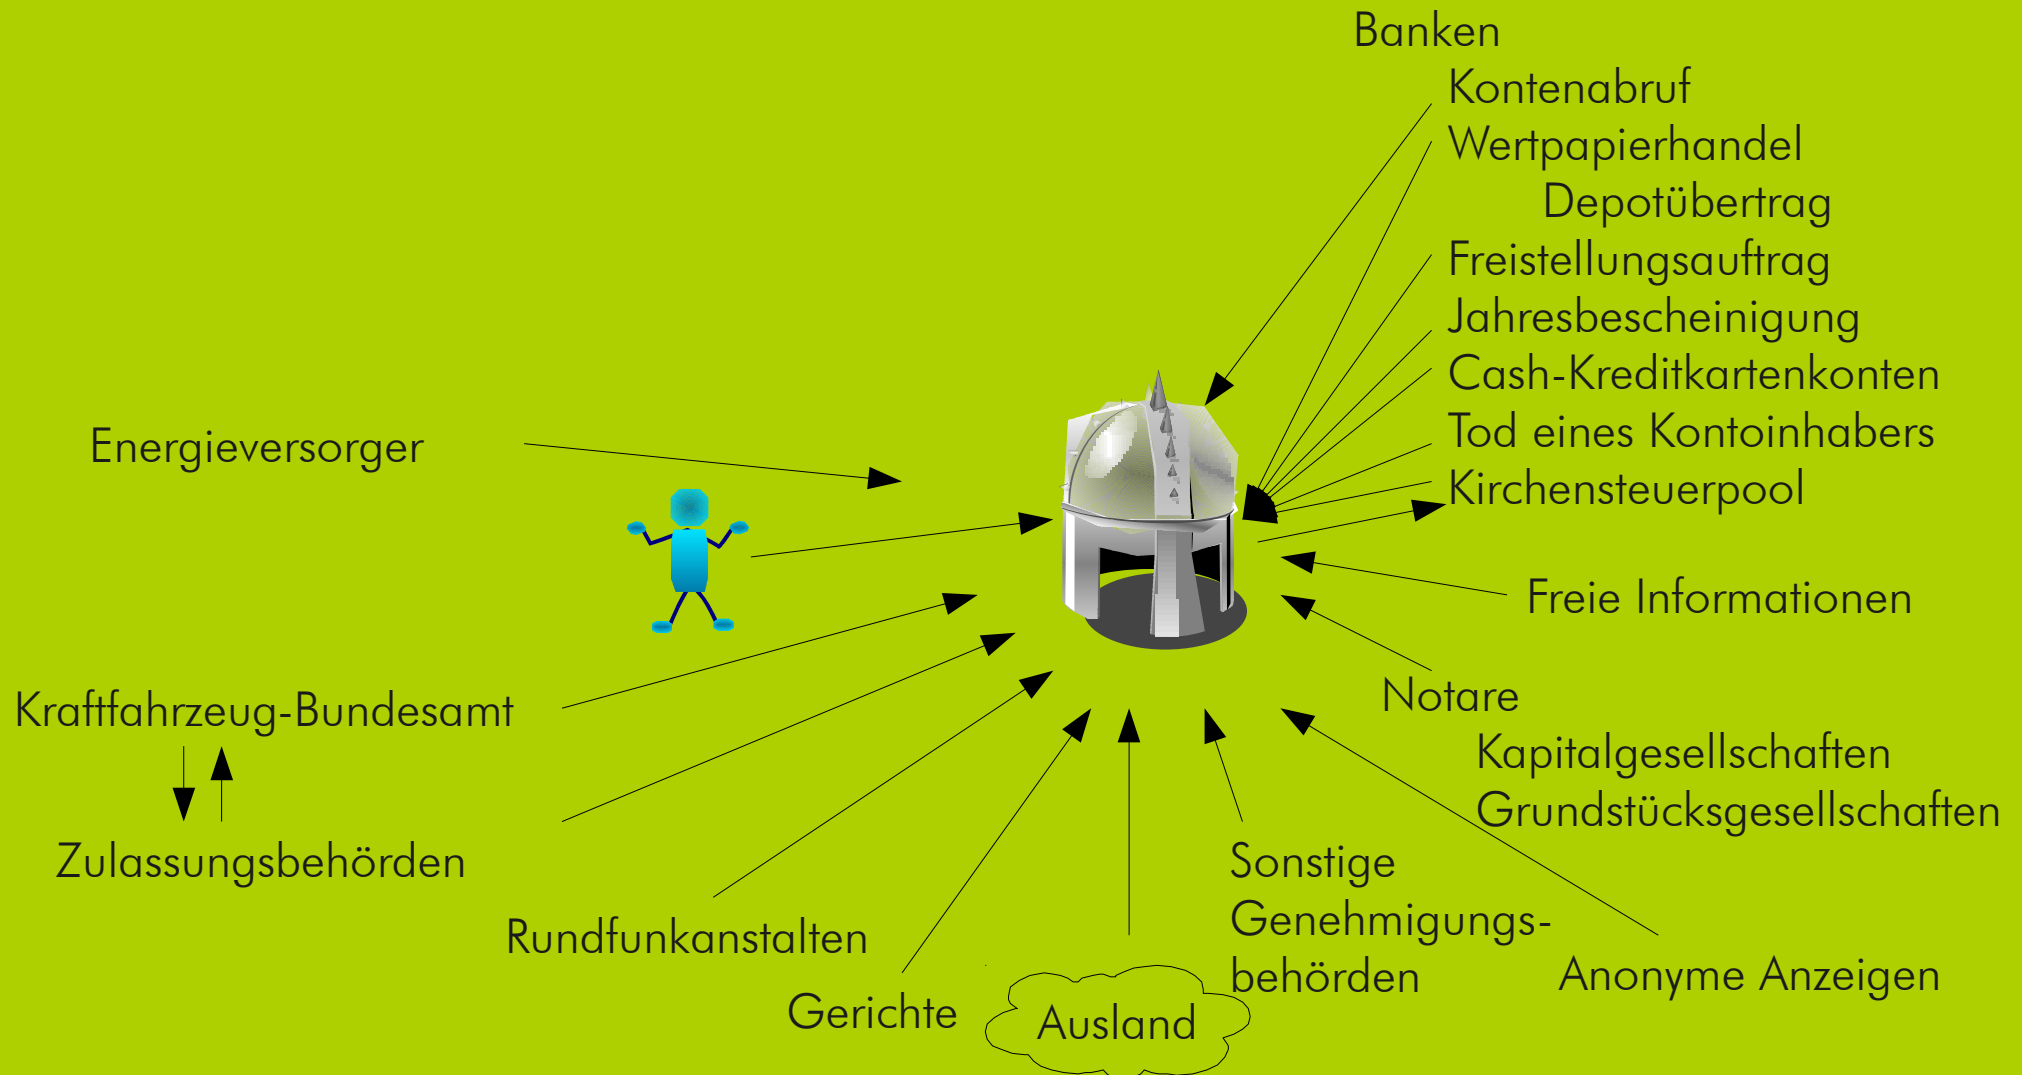 Banken
Kontenabruf
Wertpapierhandel
Depotübertrag
Freistellungsauftrag
Jahresbescheinigung
Cash-Kreditkartenkonten
Tod eines Kontoinhabers
Kirchensteuerpool
Energieversorger
Freie Informationen
Kraftfahrzeug-Bundesamt
Notare
Kapitalgesellschaften
Grundstücksgesellschaften
Zulassungsbehörden
Sonstige
Genehmigungs-
behörden
Rundfunkanstalten
Anonyme Anzeigen
Gerichte
Ausland